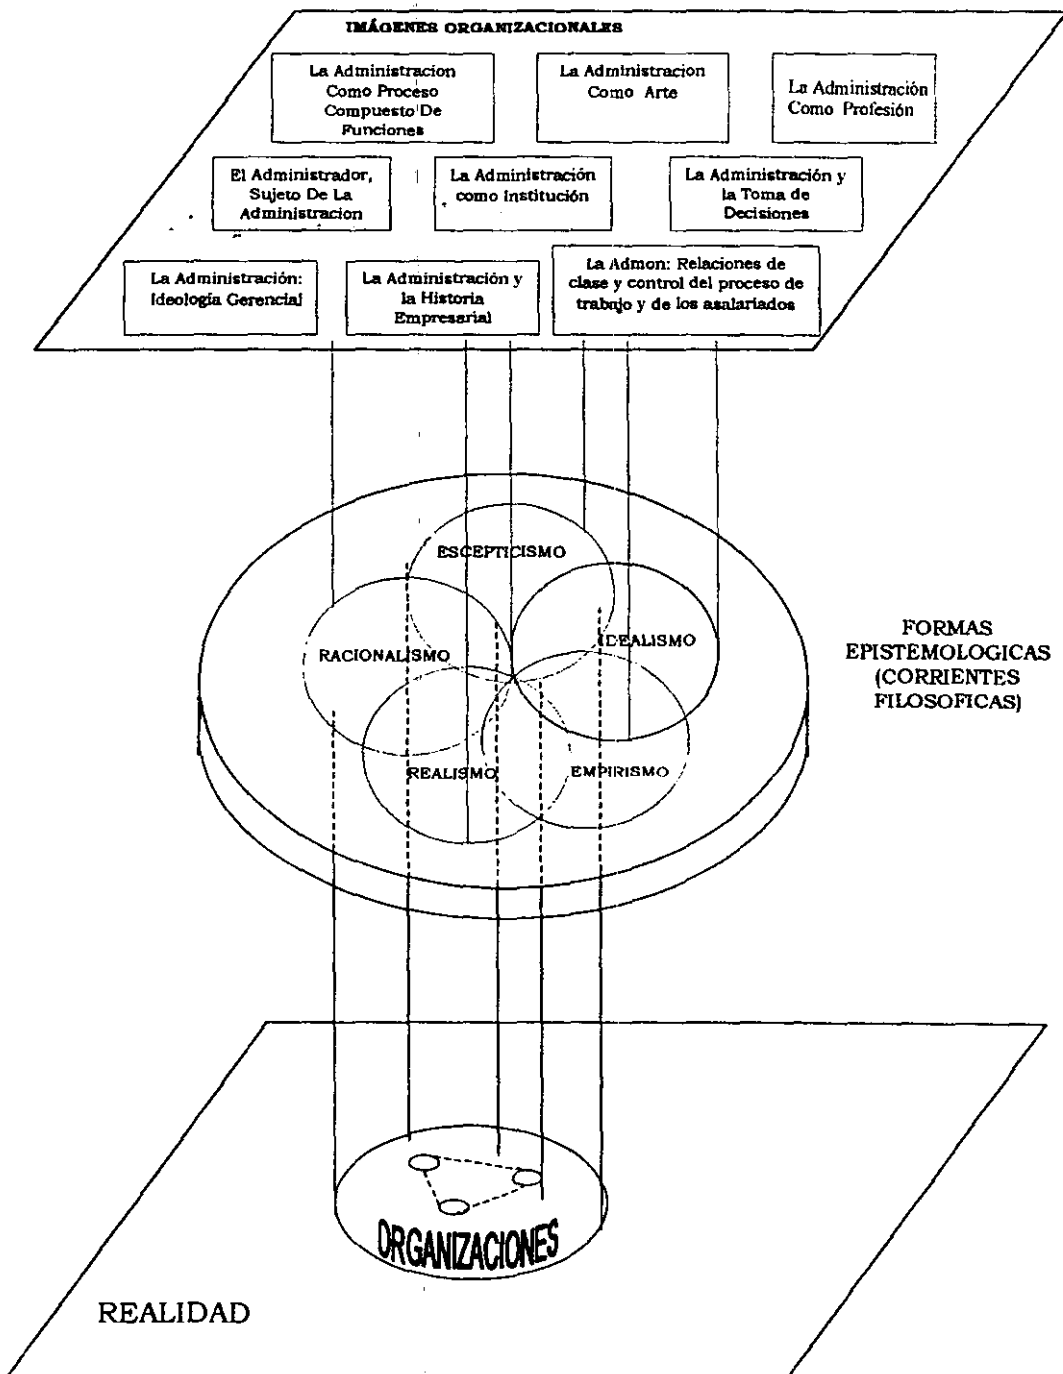 IMÁGENES ORGANIZACIONALES
La Administracion
Como Proceso
Compuesto De
Funciones
La Administracion
Como Arte
La Administración
Como Profesión
El Administrador,
Sujeto De La
Administracion
La Administración
como Institución
La Administración y
la Toma de
Decisiones
La Administración:
Ideología Gerencial
La Administración y
la Historia
Empresarial
La Admon: Relaciones de
clase y control del proceso de
trabajo y de los asalariados
ESCEPTICISMO
RACIONALISMO
IDEALISMO
REALISMO
EMPIRISMO
FORMAS
EPISTEMOLOGICAS
(CORRIENTES
FILOSOFICAS)
ORGANIZACIONES
REALIDAD